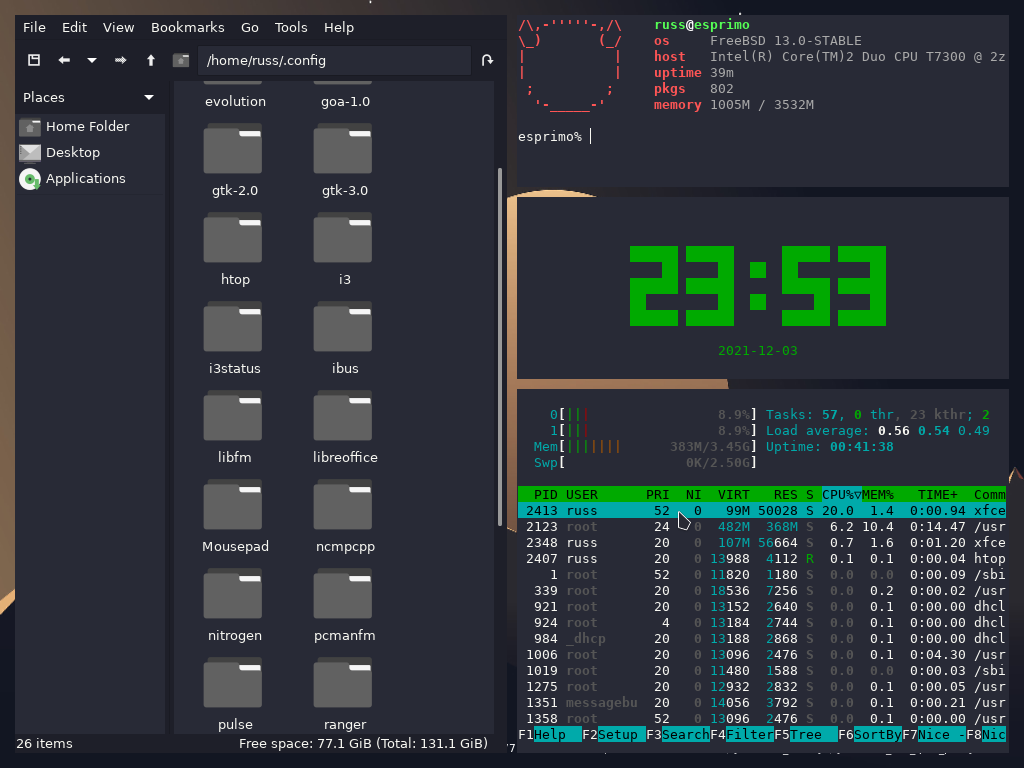 File Edit View Bookmarks Go Tools Help
/home/russ/.config
Places
Home Folder
Desktop
Applications
evolution goa-1.0
gtk-2.0 gtk-3.0
htop i3
i3status ibus
libfm libreoffice
Mousepad ncmpcpp
nitrogen pcmanfm
pulse ranger
26 items Free space: 77.1 GiB (Total: 131.1 GiB)
russ@esprimo
os FreeBSD 13.0-STABLE
host Intel(R) Core(TM)2 Duo CPU T7300 @ 2z
uptime 39m
pkgs 802
memory 1005M / 3532M
esprimo%
23:53
2021-12-03
0[|| 8.9%] Tasks: 57, 0 thr, 23 kthr; 2
1[|| 8.9%] Load average: 0.56 0.54 0.49
Mem[||||||| 383M/3.45G] Uptime: 00:41:38
Swp[ 0K/2.50G]
PID USER PRI NI VIRT RES S CPU%▽MEM% TIME+ Comm
2413 russ 52 0 99M 50028 S 20.0 1.4 0:00.94 xfce
2123 root 24 0 482M 368M S 6.2 10.4 0:14.47 /usr
2348 russ 20 0 107M 56664 S 0.7 1.6 0:01.20 xfce
2407 russ 20 0 13988 4112 R 0.1 0.1 0:00.04 htop
1 root 52 0 11820 1180 S 0.0 0.0 0:00.09 /sbi
339 root 20 0 18536 7256 S 0.0 0.2 0:00.02 /usr
921 root 20 0 13152 2640 S 0.0 0.1 0:00.00 dhcl
924 root 4 0 13184 2744 S 0.0 0.1 0:00.00 dhcl
984 _dhcp 20 0 13188 2868 S 0.0 0.1 0:00.00 dhcl
1006 root 20 0 13096 2476 S 0.0 0.1 0:04.30 /usr
1019 root 20 0 11480 1588 S 0.0 0.0 0:00.03 /sbi
1275 root 20 0 12932 2832 S 0.0 0.1 0:00.05 /usr
1351 messagebu 20 0 14056 3792 S 0.0 0.1 0:00.21 /usr
1358 root 52 0 13096 2476 S 0.0 0.1 0:00.00 /usr
F1Help F2Setup F3SearchF4FilterF5Tree F6SortByF7Nice -F8Nic